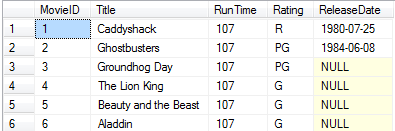 MovieID Title RunTime Rating ReleaseDate
1 1 Caddyshack 107 R 1980-07-25
2 2 Ghostbusters 107 PG 1984-06-08
3 3 Groundhog Day 107 PG NULL
4 4 The Lion King 107 G NULL
5 5 Beauty and the Beast 107 G NULL
6 6 Aladdin 107 G NULL